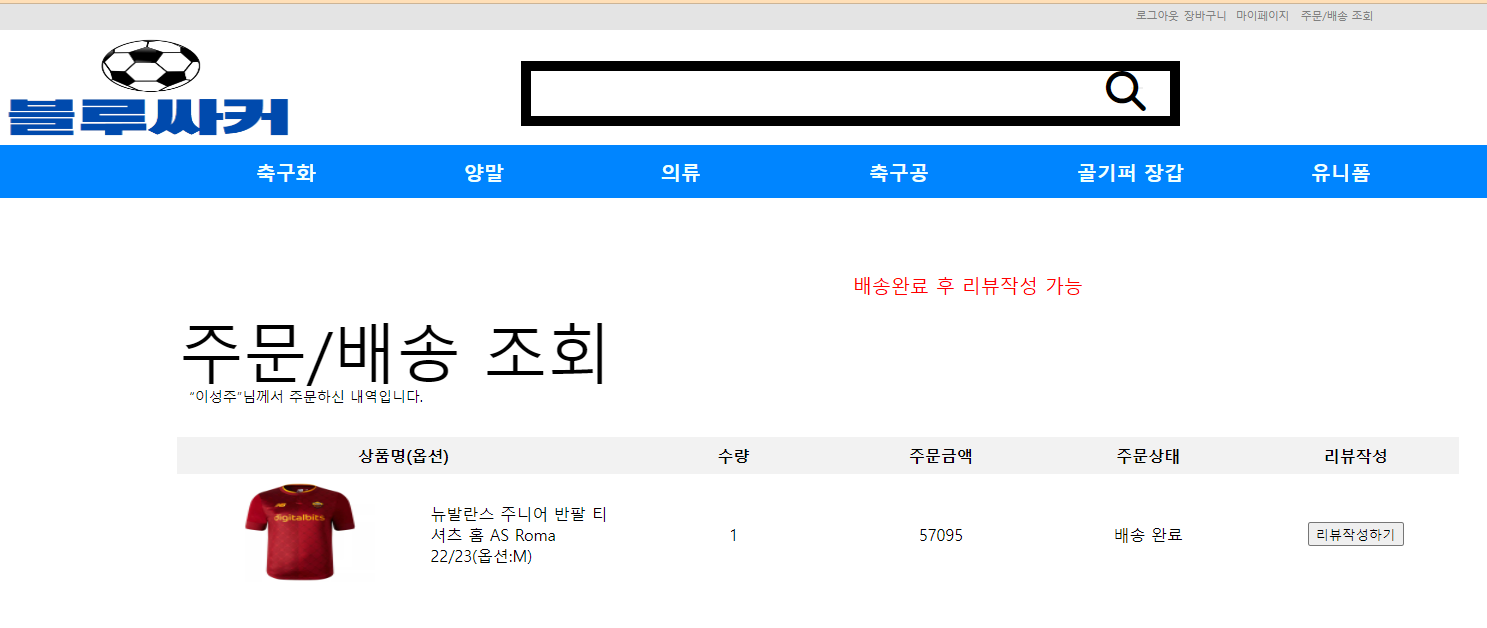 로그아웃 장바구니 마이페이지 주문/배송 조회
블루싸커
축구화 양말 의류 축구공 골기퍼 장갑 유니폼
배송완료 후 리뷰작성 가능
주문/배송 조회
"이성주"님께서 주문하신 내역입니다.
상품명(옵션) 수량 주문금액 주문상태 리뷰작성
digitalbits
뉴발란스 주니어 반팔 티
셔츠 홈 AS Roma
22/23(옵션:M)
1
57095
배송 완료
리뷰작성하기